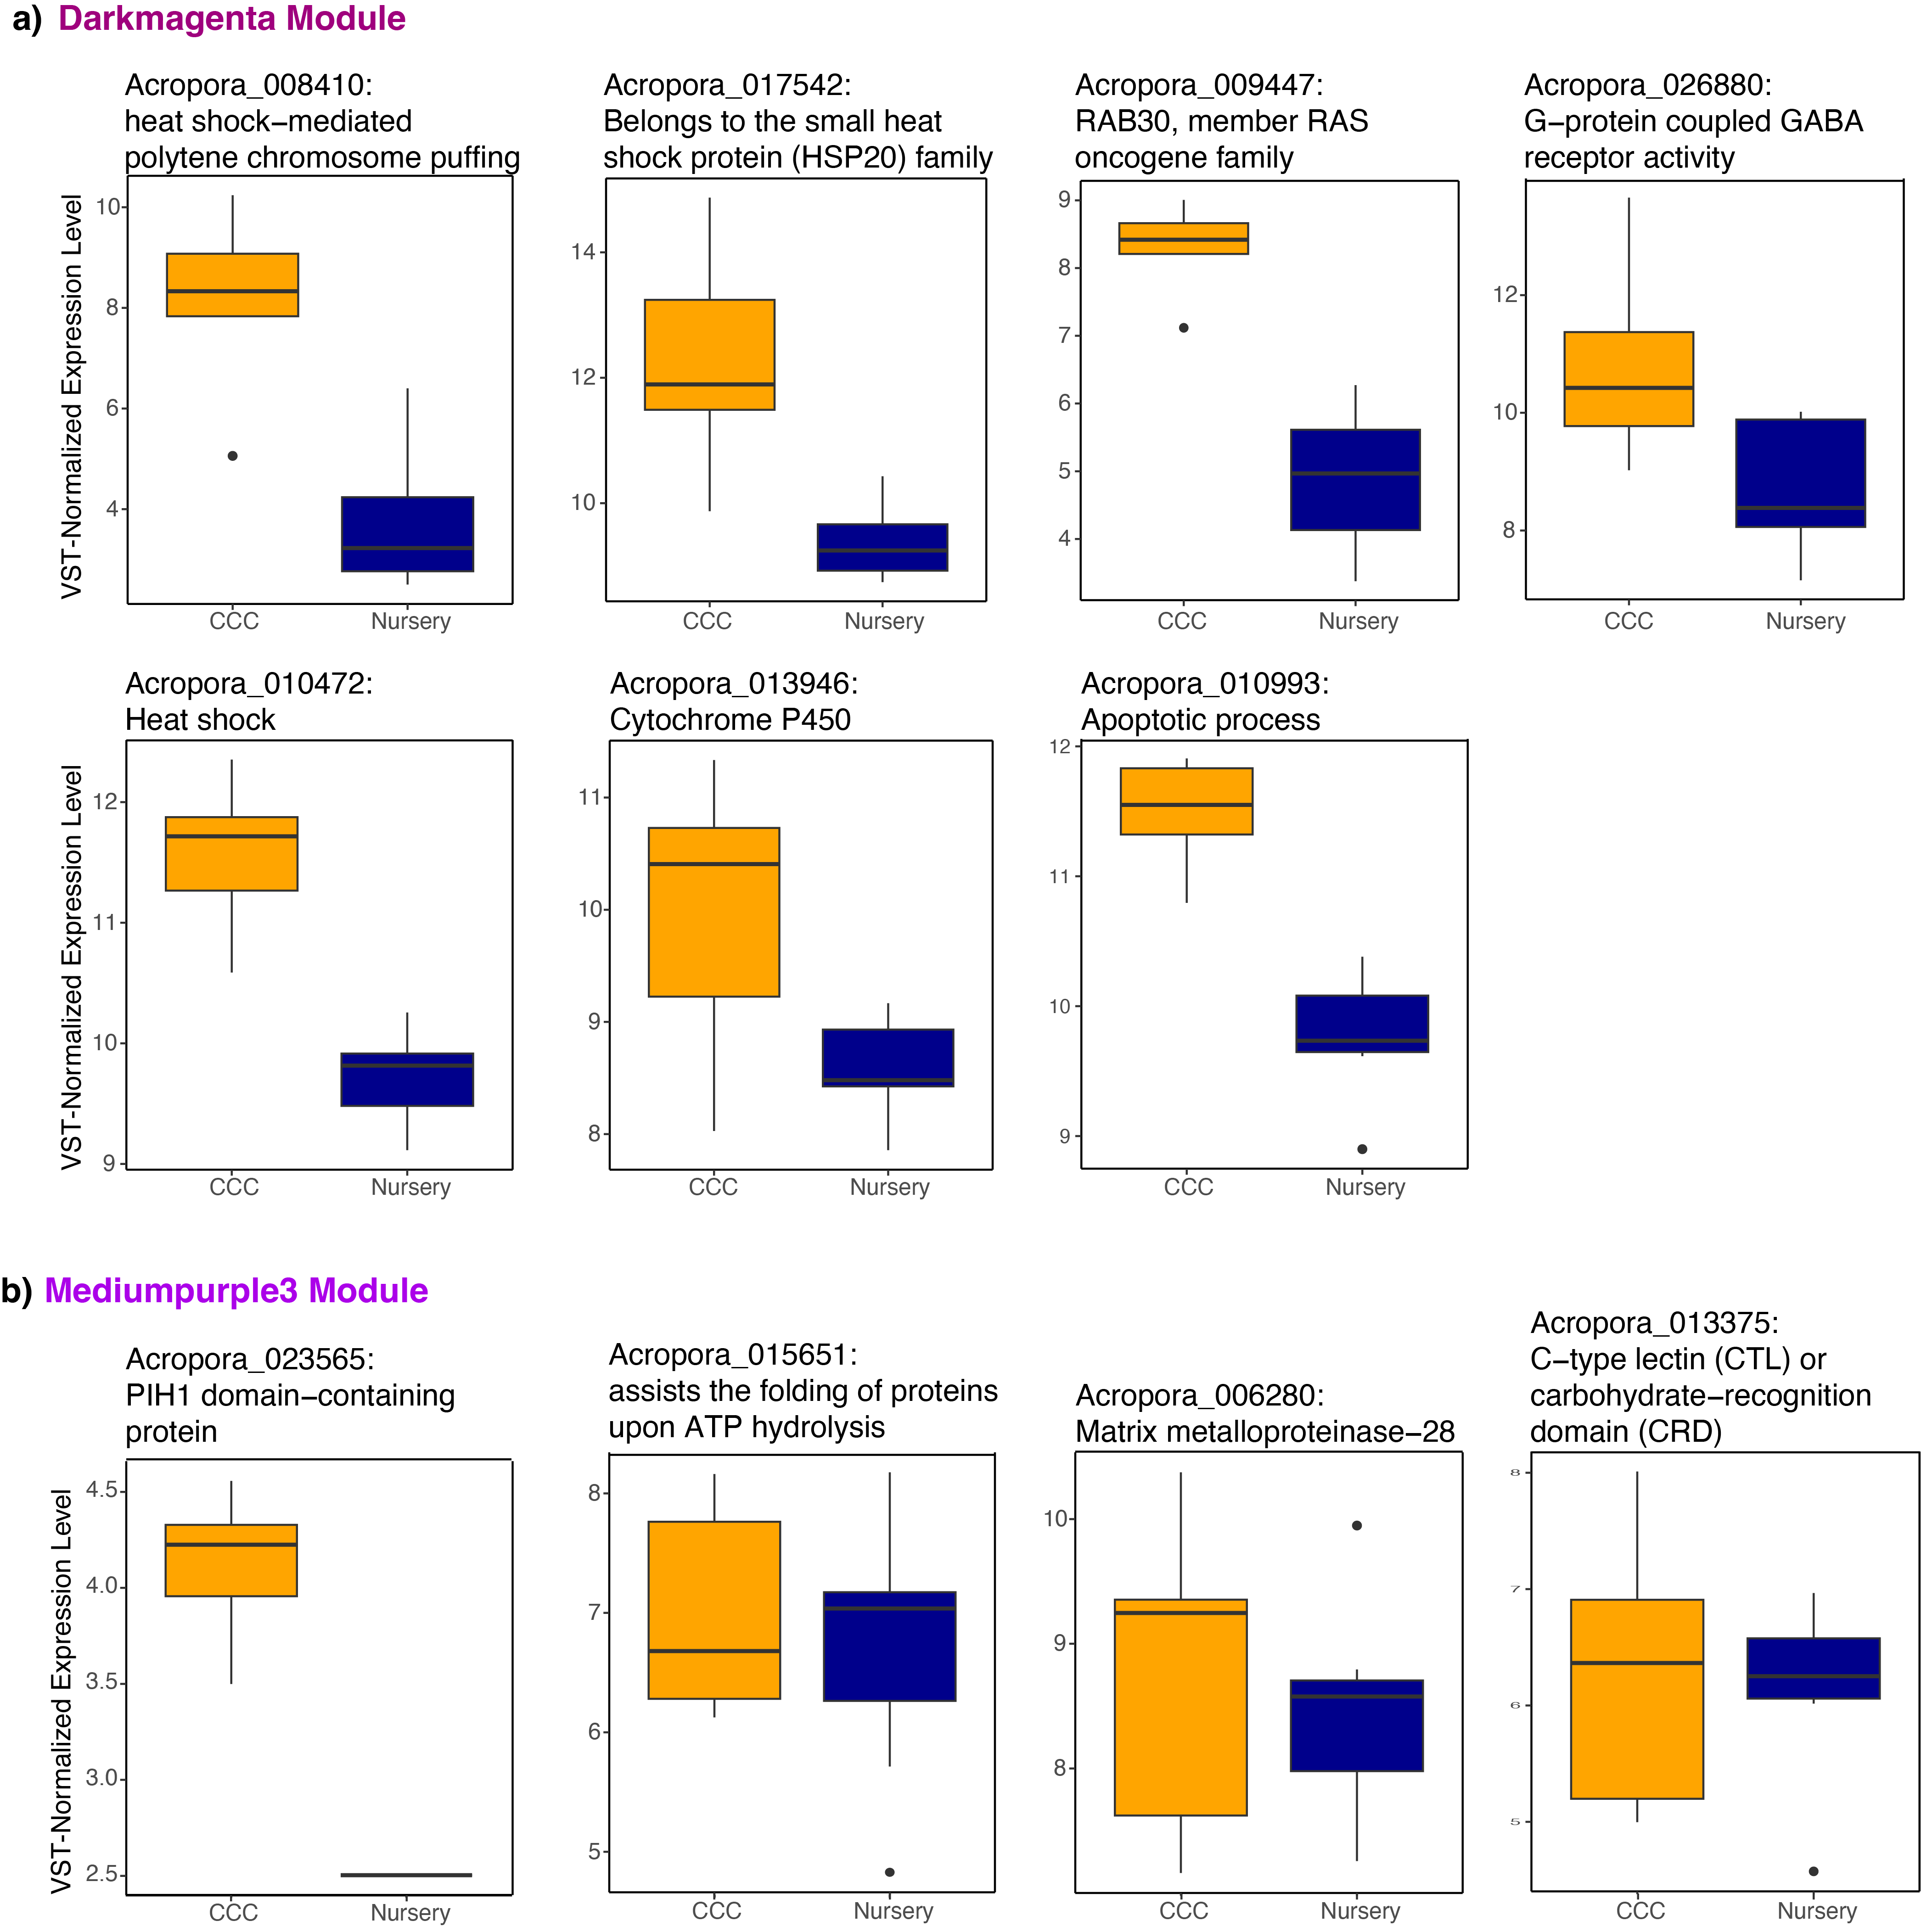 a) Darkmagenta Module
Acropora_008410:
heat shock−mediated
polytene chromosome puffing
Acropora_017542:
Belongs to the small heat
shock protein (HSP20) family
Acropora_009447:
RAB30, member RAS
oncogene family
Acropora_026880:
G−protein coupled GABA
receptor activity
VST-Normalized Expression Level
10
8
6
4
CCC Nursery
14
12
10
CCC Nursery
9
8
7
6
5
4
CCC Nursery
12
10
8
CCC Nursery
Acropora_010472:
Heat shock
Acropora_013946:
Cytochrome P450
Acropora_010993:
Apoptotic process
VST-Normalized Expression Level
12
11
10
9
CCC Nursery
11
10
9
8
CCC Nursery
12
11
10
9
CCC Nursery
b) Mediumpurple3 Module
Acropora_023565:
PIH1 domain−containing
protein
Acropora_015651:
assists the folding of proteins
upon ATP hydrolysis
Acropora_006280:
Matrix metalloproteinase−28
Acropora_013375:
C−type lectin (CTL) or
carbohydrate−recognition
domain (CRD)
VST-Normalized Expression Level
4.5
4.0
3.5
3.0
2.5
CCC Nursery
8
7
6
5
CCC Nursery
10
9
8
CCC Nursery
8
7
6
5
CCC Nursery